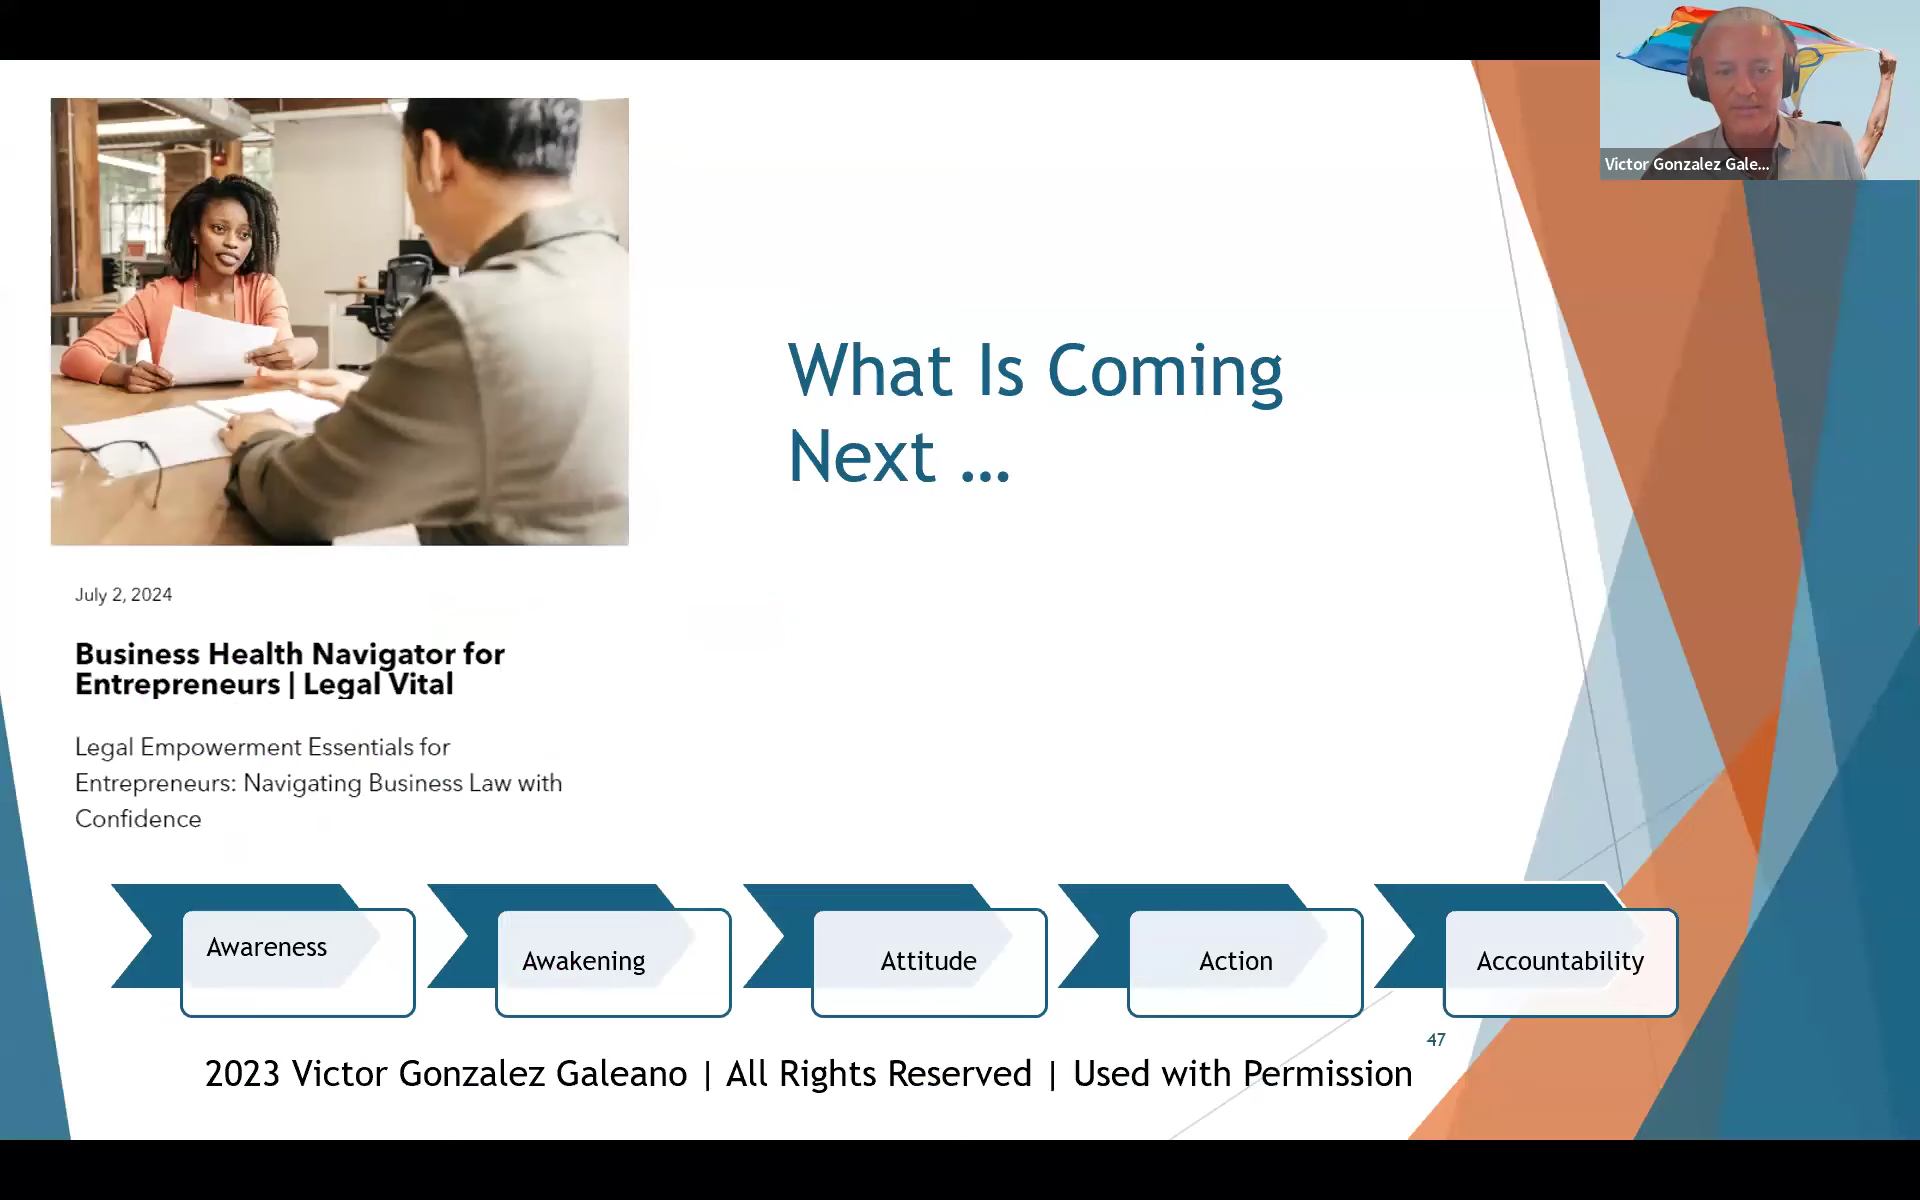 Victor Gonzalez Gale...
What Is Coming
Next ...
July 2, 2024
Business Health Navigator for
Entrepreneurs | Legal Vital
Legal Empowerment Essentials for
Entrepreneurs: Navigating Business Law with
Confidence
Awareness
Awakening
Attitude
Action
Accountability
47
2023 Victor Gonzalez Galeano | All Rights Reserved | Used with Permission